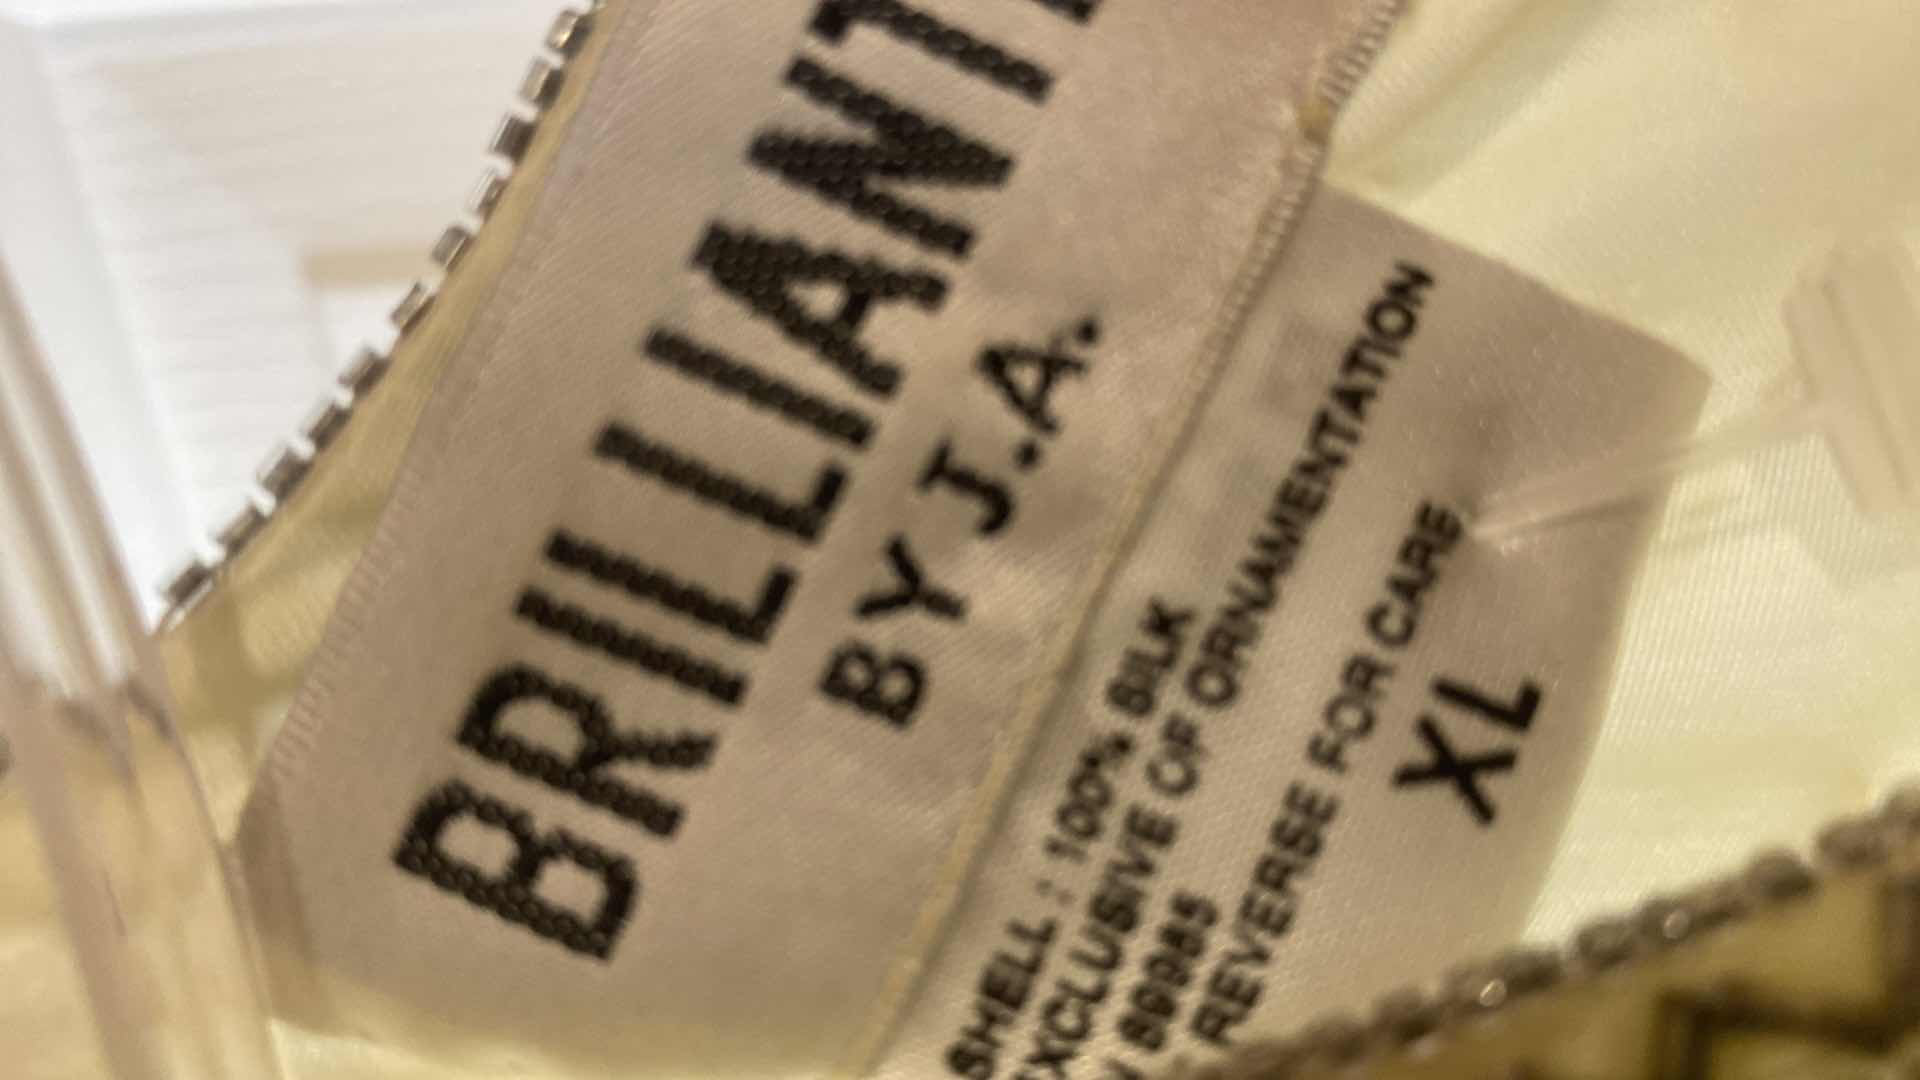 BRILLIANT
BY J.A.
SHELL : 100% SILK
EXCLUSIVE OF ORNAMENTATION
REVERSE FOR CARE
XL